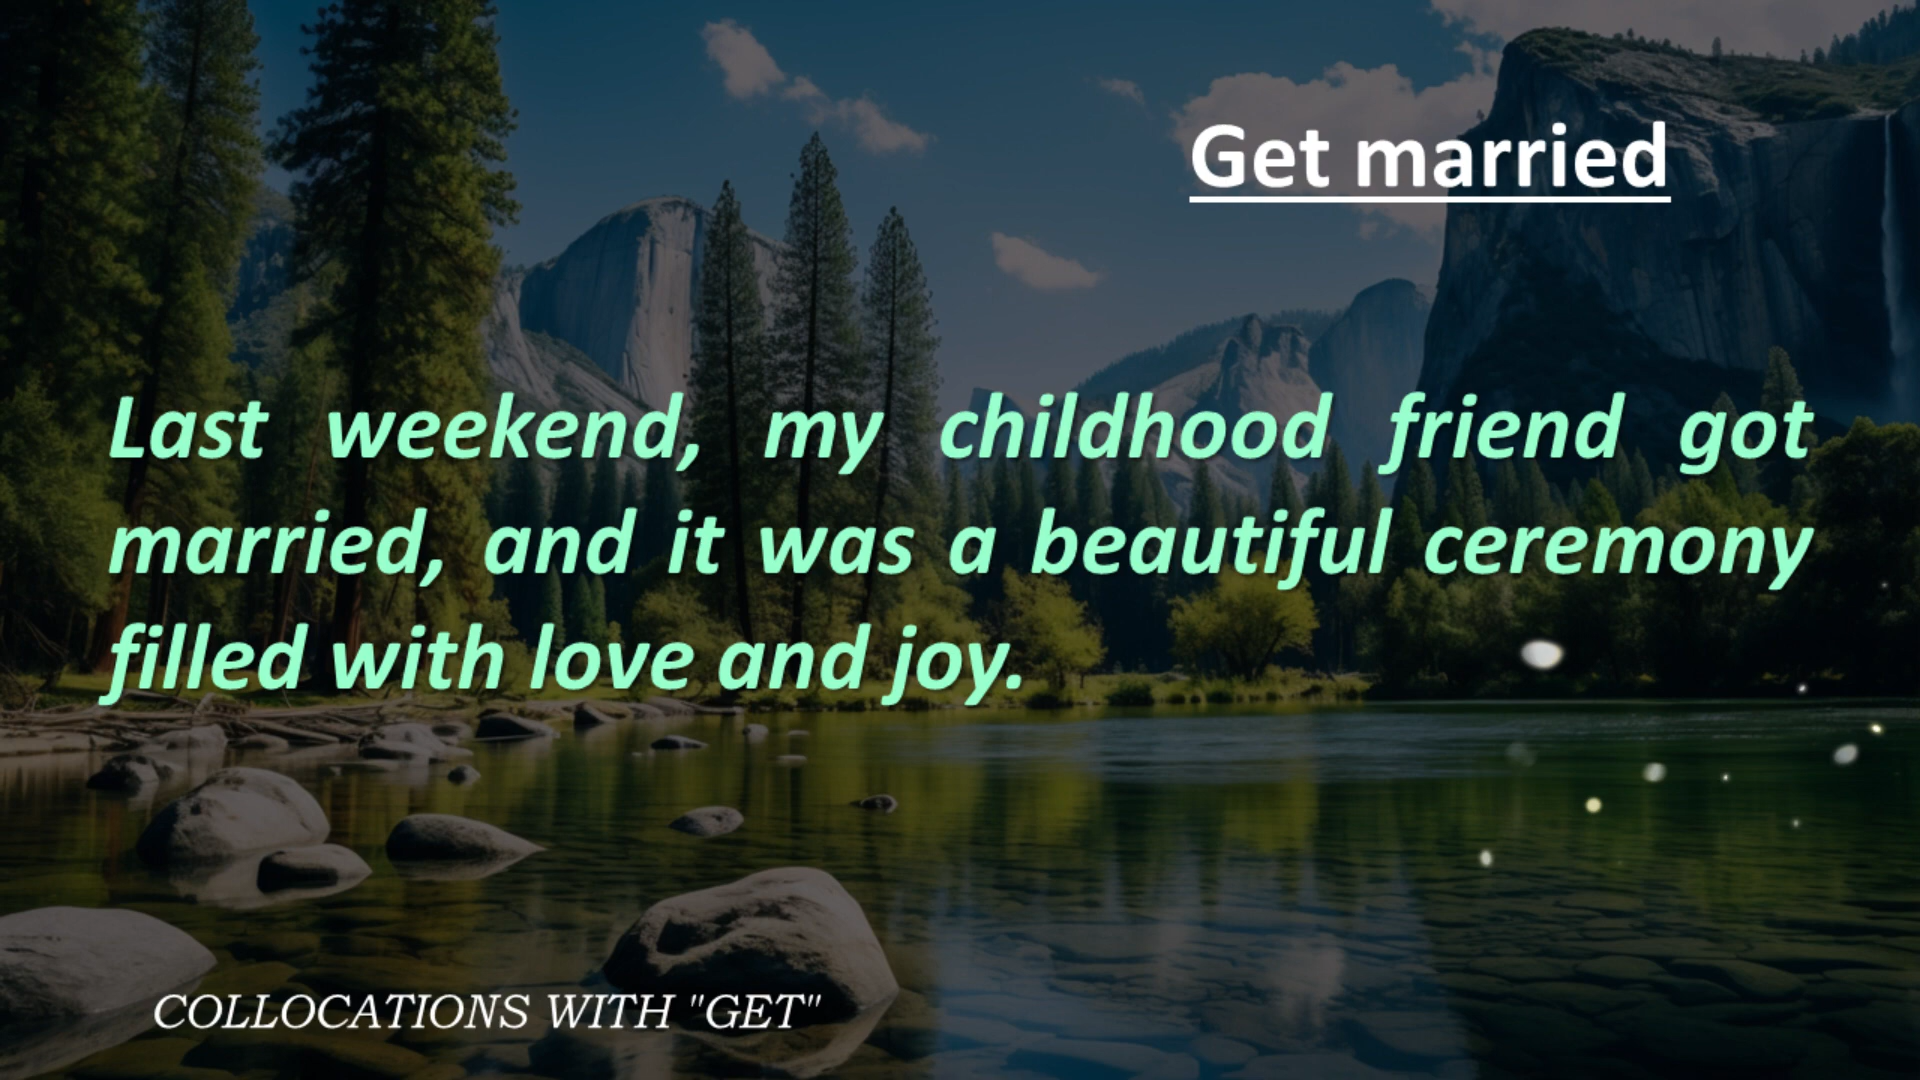 Get married
Last weekend, my childhood friend got
married, and it was a beautiful ceremony
filled with love and joy.
COLLOCATIONS WITH "GET"